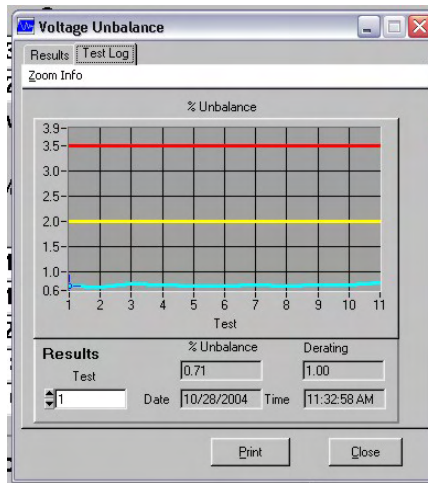 Voltage Unbalance
Results Test Log
Zoom Info
% Unbalance
3.9
3.5
3.0
2.5
2.0
1.5
1.0
0.6
1 2 3 4 5 6 7 8 9 10 11
Test
Results
% Unbalance Derating
Test
0.71 1.00
1 Date 10/28/2004 Time 11:32:58 AM
Print Close